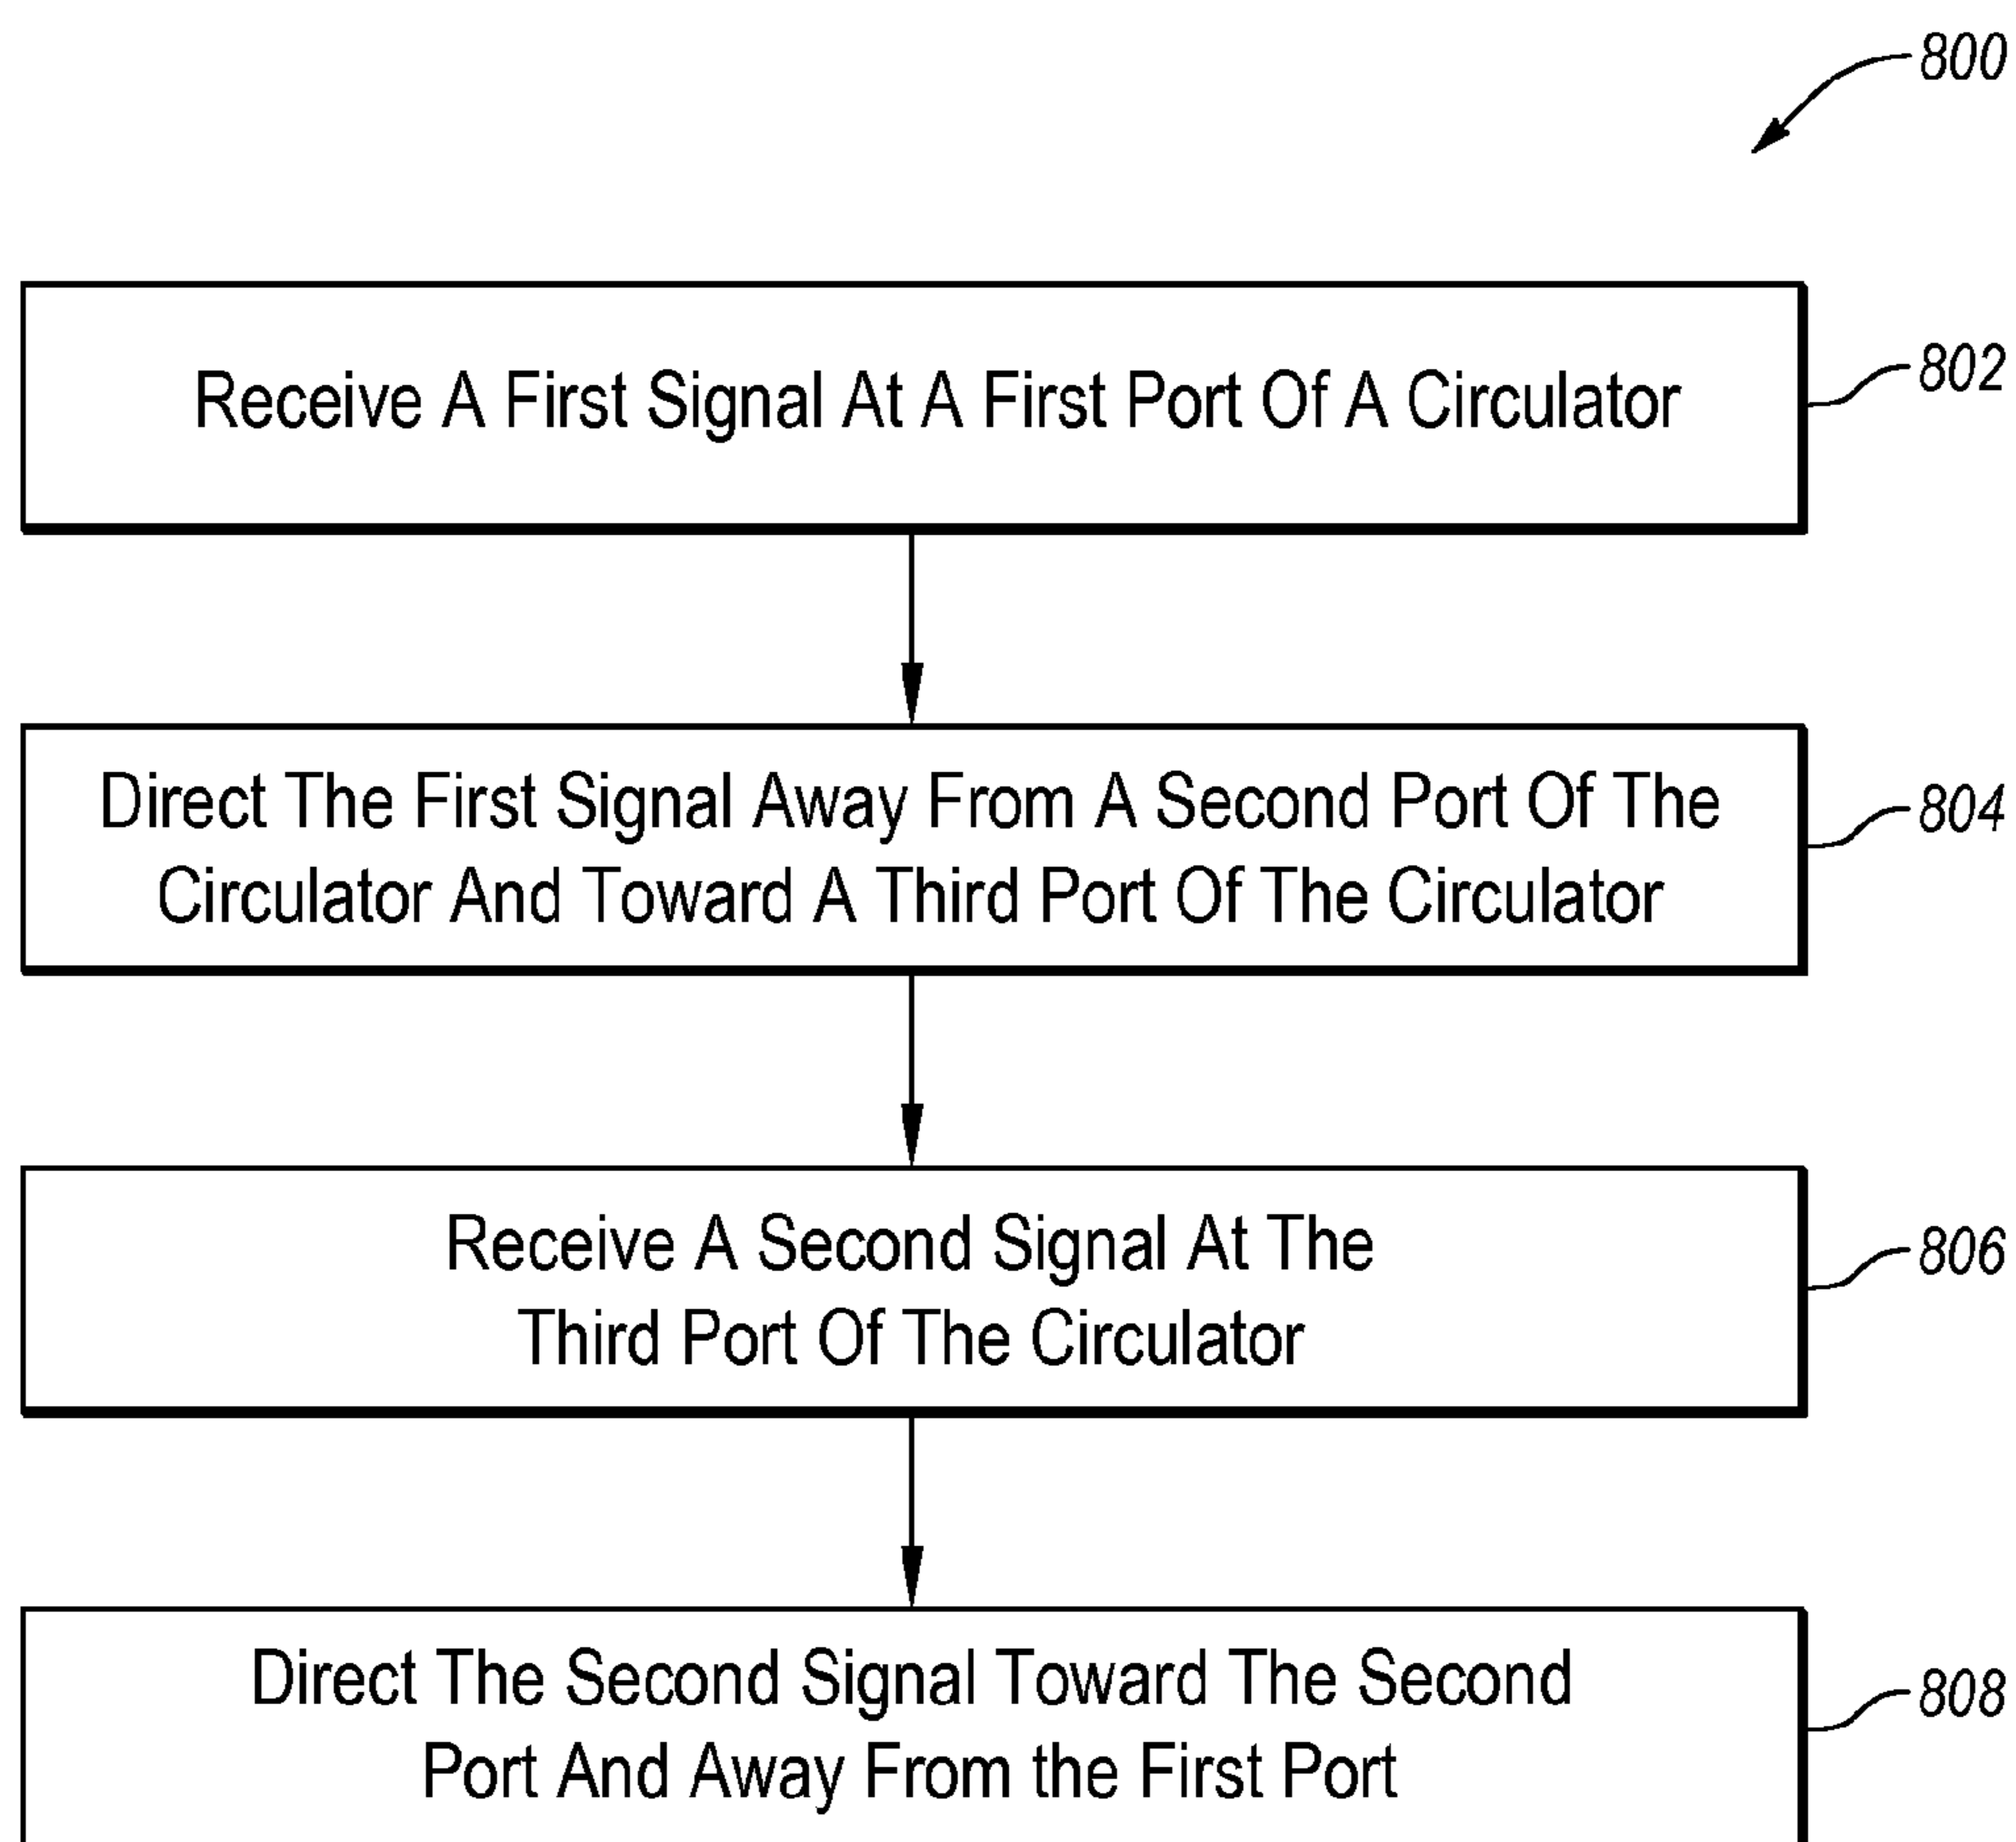 800
Receive A First Signal At A First Port Of A Circulator
802
Direct The First Signal Away From A Second Port Of The
Circulator And Toward A Third Port Of The Circulator
804
Receive A Second Signal At The
Third Port Of The Circulator
806
Direct The Second Signal Toward The Second
Port And Away From the First Port
808